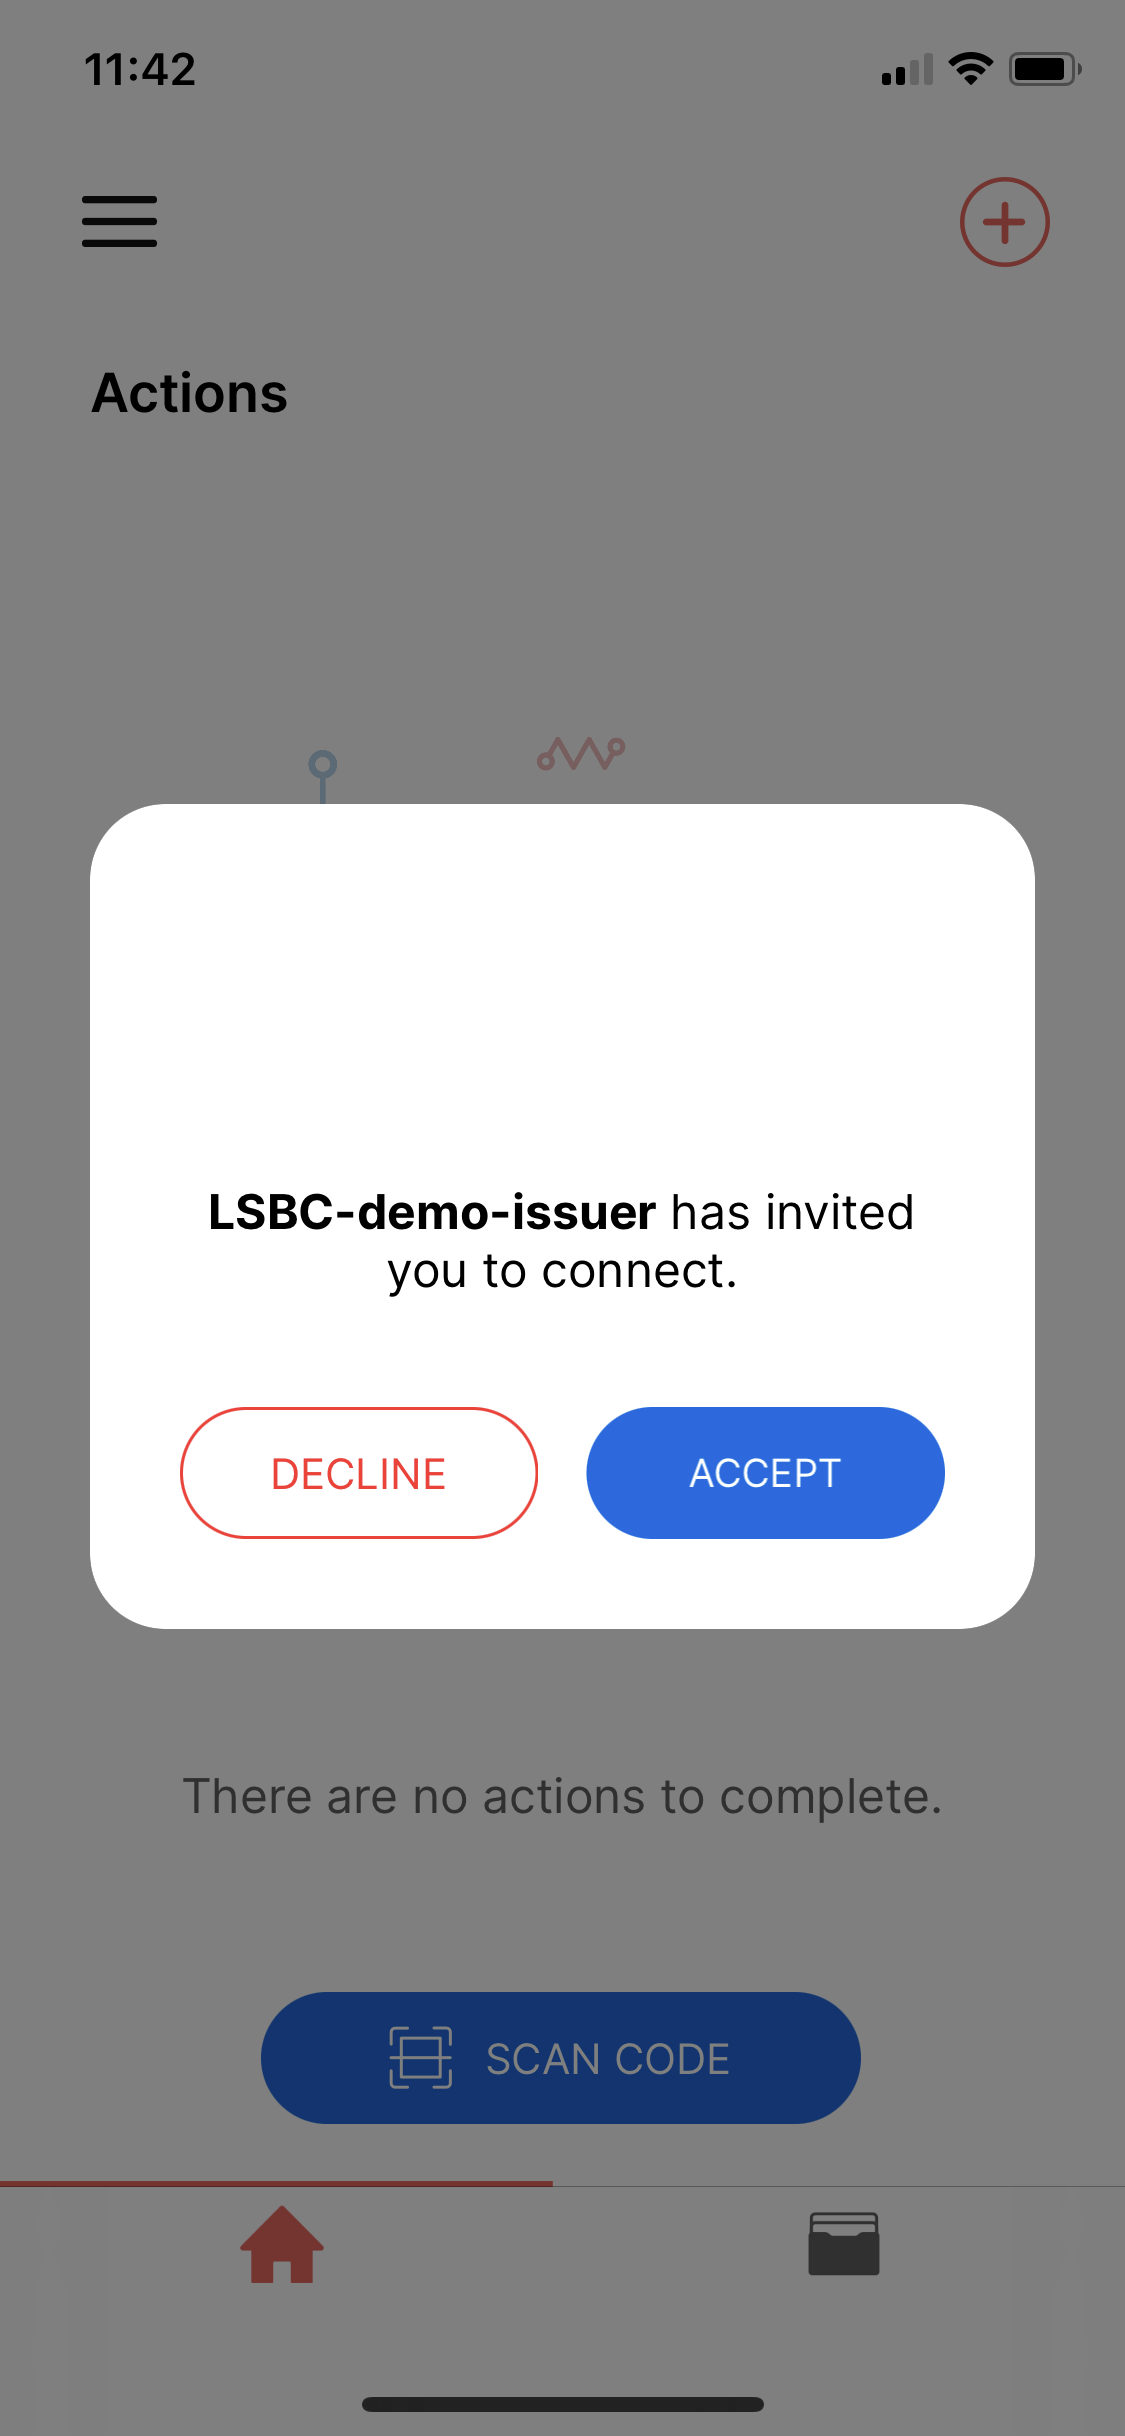 11:42
Actions
LSBC-demo-issuer has invited
you to connect.
DECLINE
ACCEPT
There are no actions to complete.
SCAN CODE